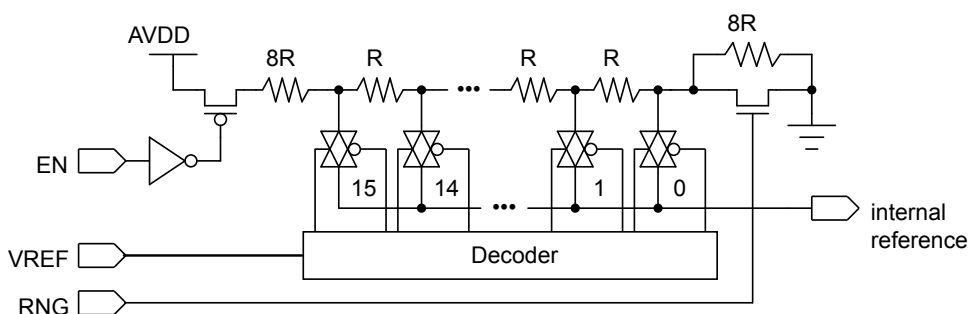 8R
AVDD
8R
R
R
R
•••
EN
15
14
1
0
•••
internal
reference
VREF
Decoder
RNG